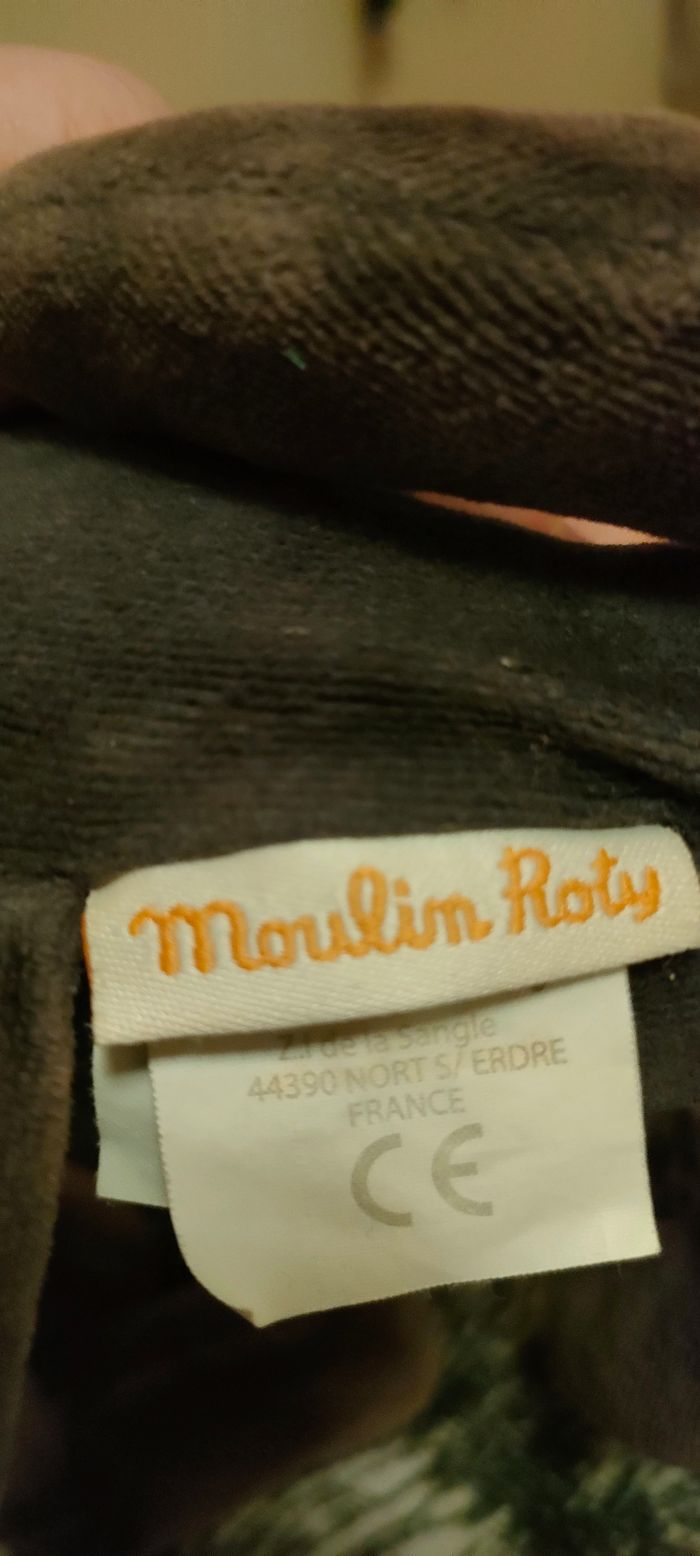 Moulin Roty
Z.I de la Sangle
44390 NORT S/ ERDRE
FRANCE
CE